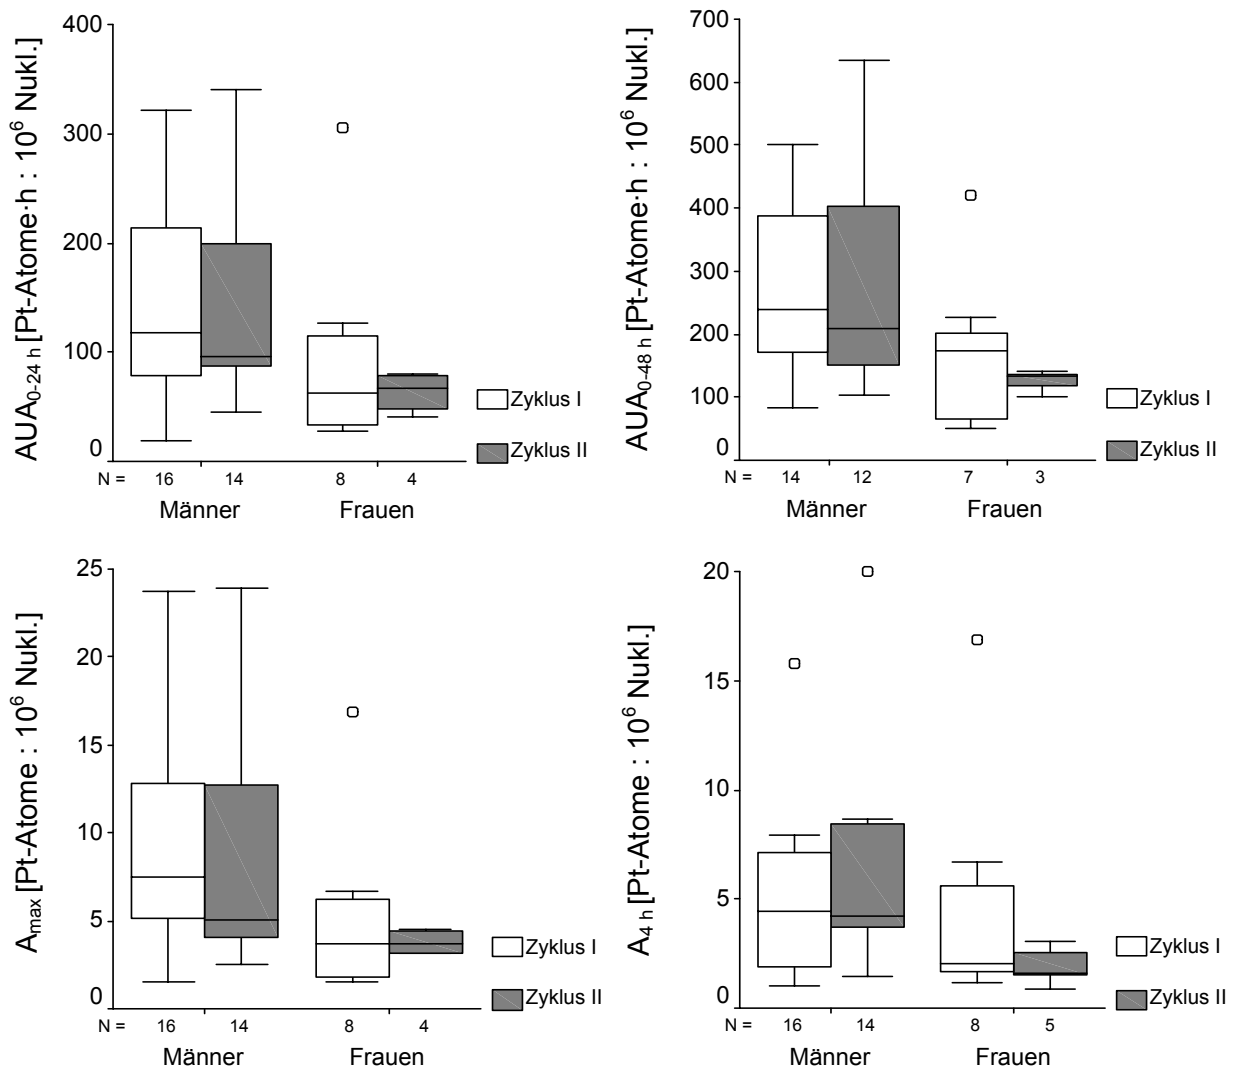 AUA0-24 h [Pt-Atome·h : 10⁶ Nukl.]
400
300
200
100
0
N = 16 14 8 4
Männer Frauen
Zyklus I
Zyklus II
AUA0-48 h [Pt-Atome·h : 10⁶ Nukl.]
700
600
500
400
300
200
100
0
N = 14 12 7 3
Männer Frauen
Zyklus I
Zyklus II
Amax [Pt-Atome : 10⁶ Nukl.]
25
20
15
10
5
0
N = 16 14 8 4
Männer Frauen
Zyklus I
Zyklus II
A4 h [Pt-Atome : 10⁶ Nukl.]
20
15
10
5
0
N = 16 14 8 5
Männer Frauen
Zyklus I
Zyklus II